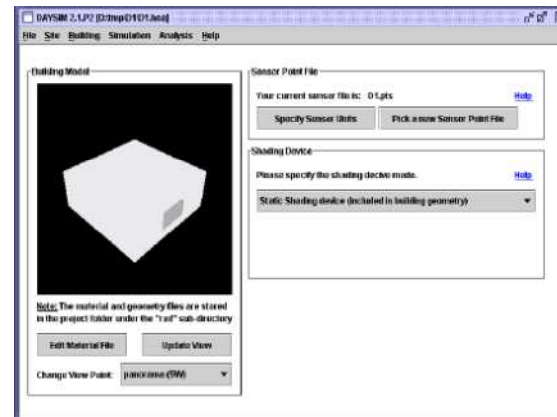 DAYSIM 2.1.P2 [D:\tmp\D1\D1.hea]
File Site Building Simulation Analysis Help
Building Model
Note: The material and geometry files are stored
in the project folder under the "rad" sub-directory
Edit Material File Update View
Change View Point: panorama (SW)
Sensor Point File
Your current sensor file is: 01.pts Help
Specify Sensor Units Pick a new Sensor Point File
Shading Device
Please specify the shading decive mode. Help
Static Shading device (included in building geometry)